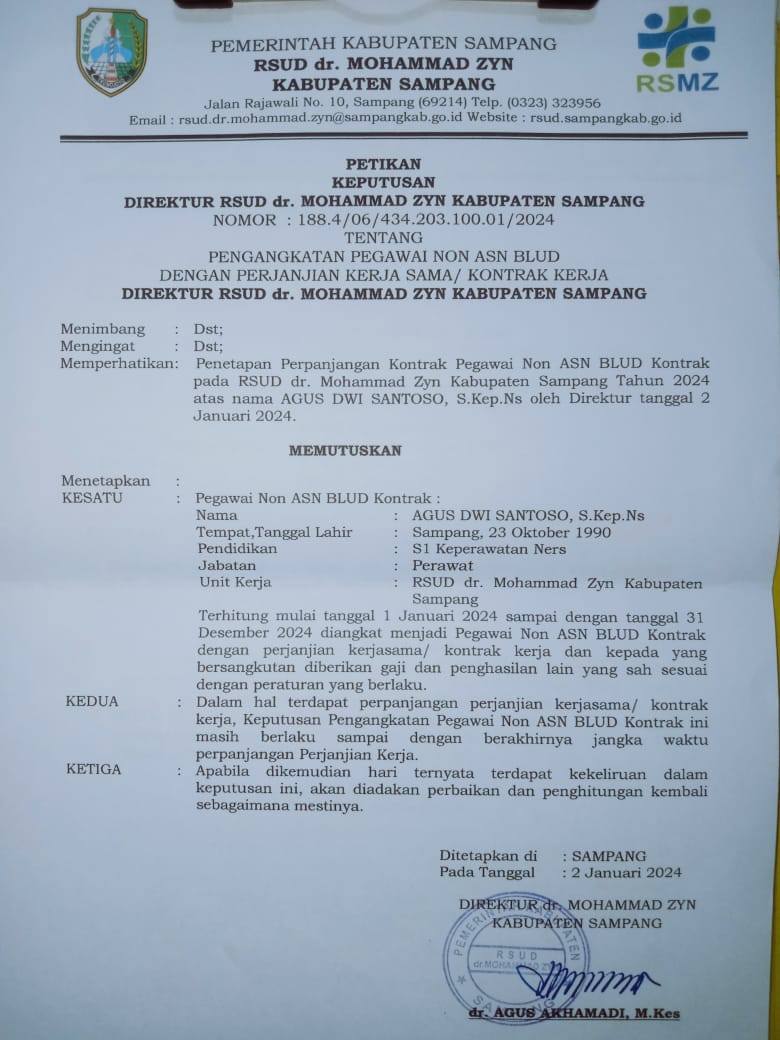 PEMERINTAH KABUPATEN SAMPANG
RSUD dr. MOHAMMAD ZYN
KABUPATEN SAMPANG
Jalan Rajawali No. 10, Sampang (69214) Telp. (0323) 323956
Email : rsud.dr.mohammad.zyn@sampangkab.go.id Website : rsud.sampangkab.go.id
RSMZ
PETIKAN
KEPUTUSAN
DIREKTUR RSUD dr. MOHAMMAD ZYN KABUPATEN SAMPANG
NOMOR : 188.4/06/434.203.100.01/2024
TENTANG
PENGANGKATAN PEGAWAI NON ASN BLUD
DENGAN PERJANJIAN KERJA SAMA/ KONTRAK KERJA
DIREKTUR RSUD dr. MOHAMMAD ZYN KABUPATEN SAMPANG
Menimbang : Dst;
Mengingat : Dst;
Memperhatikan: Penetapan Perpanjangan Kontrak Pegawai Non ASN BLUD Kontrak
pada RSUD dr. Mohammad Zyn Kabupaten Sampang Tahun 2024
atas nama AGUS DWI SANTOSO, S.Kep.Ns oleh Direktur tanggal 2
Januari 2024.
MEMUTUSKAN
Menetapkan :
KESATU : Pegawai Non ASN BLUD Kontrak :
Nama : AGUS DWI SANTOSO, S.Kep.Ns
Tempat,Tanggal Lahir : Sampang, 23 Oktober 1990
Pendidikan : S1 Keperawatan Ners
Jabatan : Perawat
Unit Kerja : RSUD dr. Mohammad Zyn Kabupaten
Sampang
Terhitung mulai tanggal 1 Januari 2024 sampai dengan tanggal 31
Desember 2024 diangkat menjadi Pegawai Non ASN BLUD Kontrak
dengan perjanjian kerjasama/ kontrak kerja dan kepada yang
bersangkutan diberikan gaji dan penghasilan lain yang sah sesuai
dengan peraturan yang berlaku.
KEDUA : Dalam hal terdapat perpanjangan perjanjian kerjasama/ kontrak
kerja, Keputusan Pengangkatan Pegawai Non ASN BLUD Kontrak ini
masih berlaku sampai dengan berakhirnya jangka waktu
perpanjangan Perjanjian Kerja.
KETIGA : Apabila dikemudian hari ternyata terdapat kekeliruan dalam
keputusan ini, akan diadakan perbaikan dan penghitungan kembali
sebagaimana mestinya.
Ditetapkan di : SAMPANG
Pada Tanggal : 2 Januari 2024
DIREKTUR dr. MOHAMMAD ZYN
KABUPATEN SAMPANG
PEMERINTAH KABUPATEN
RSUD
dr.MOHAMMAD ZYN
SAMPANG
dr. AGUS AKHAMADI, M.Kes